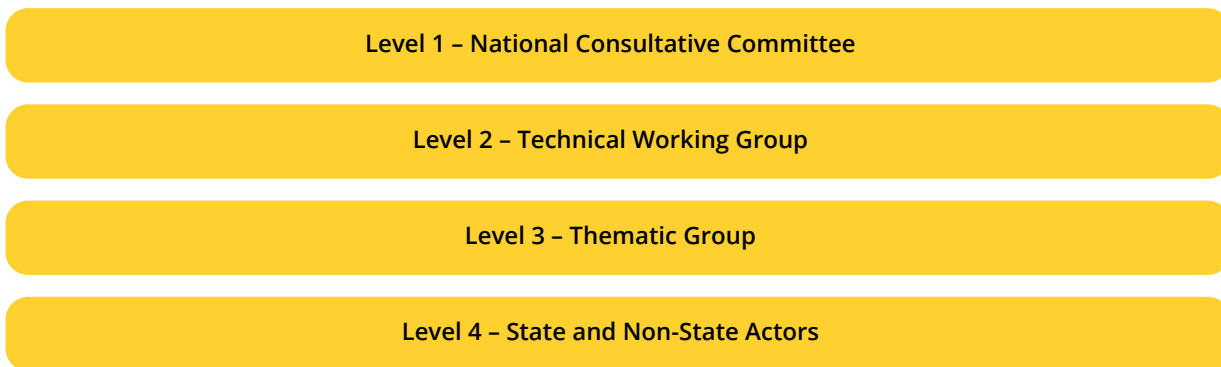 Level 1 – National Consultative Committee
Level 2 – Technical Working Group
Level 3 – Thematic Group
Level 4 – State and Non-State Actors